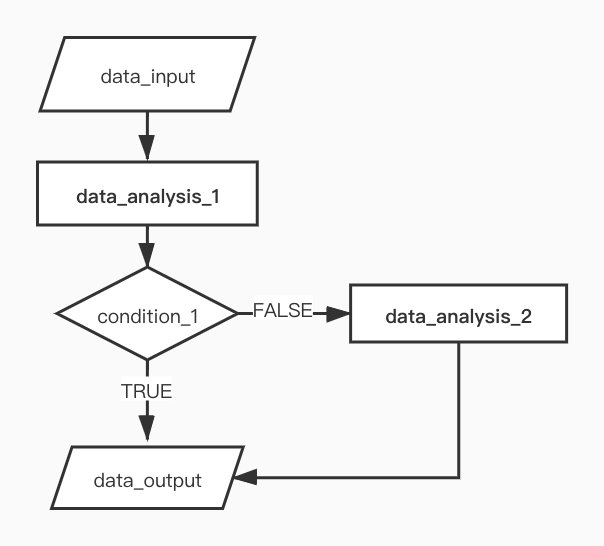 data_input
data_analysis_1
condition_1
FALSE
data_analysis_2
TRUE
data_output